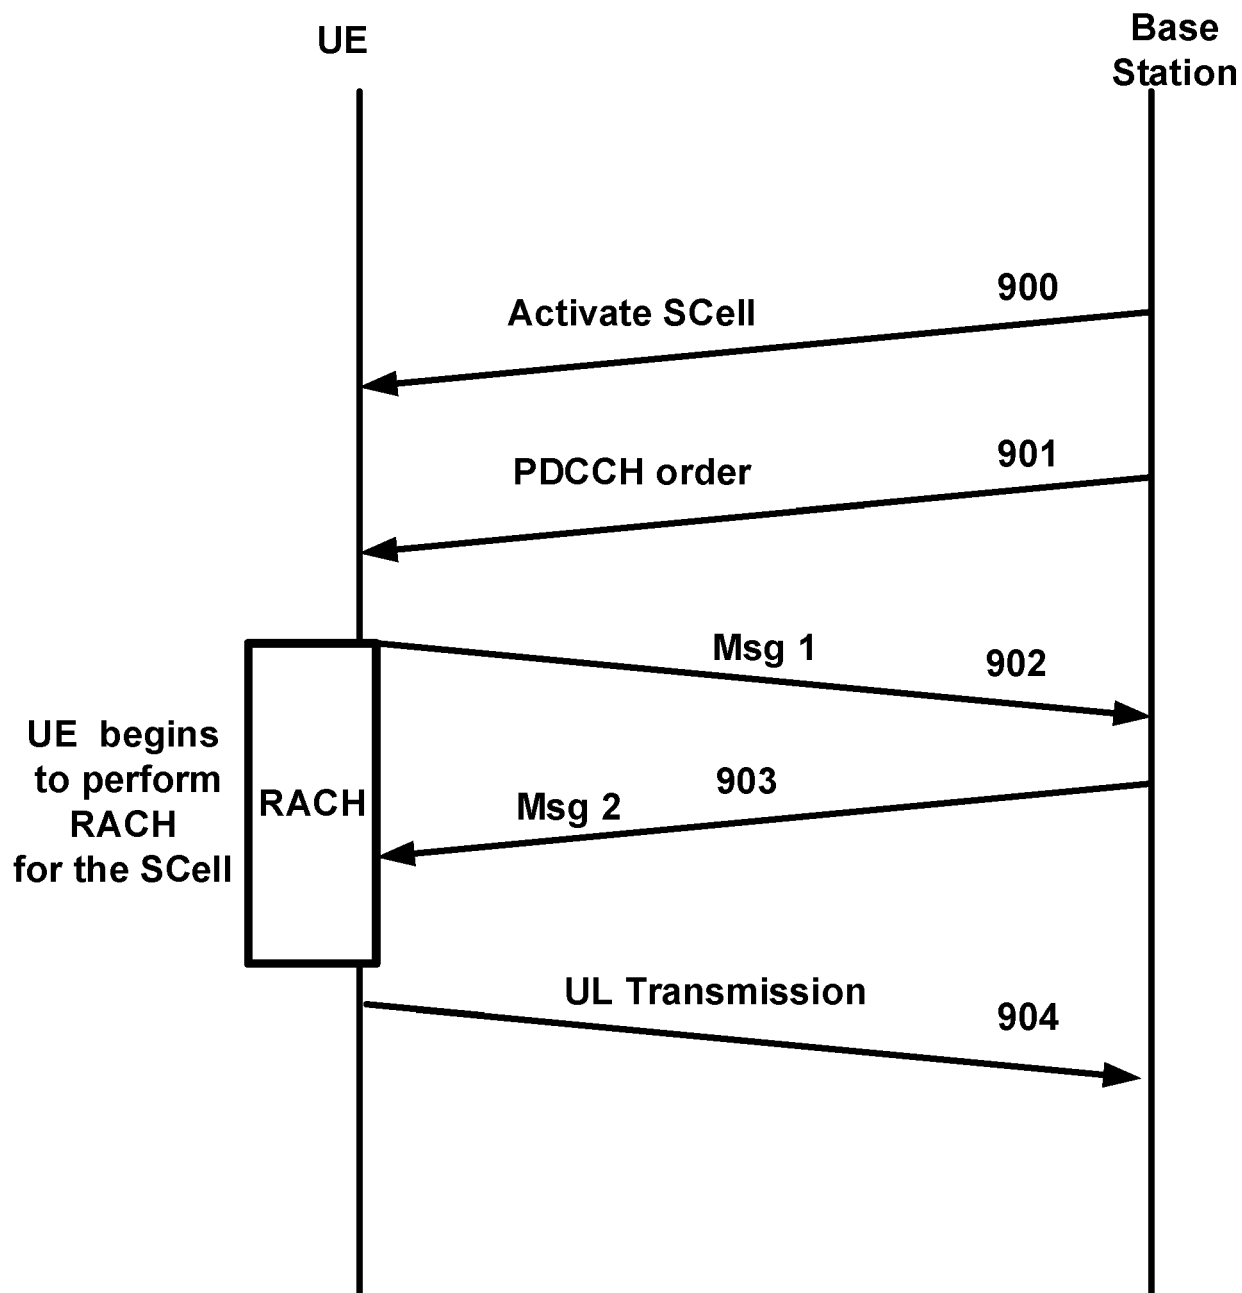 UE
Base
Station
900
Activate SCell
901
PDCCH order
Msg 1
902
UE begins
to perform
RACH
for the SCell
RACH
903
Msg 2
UL Transmission
904